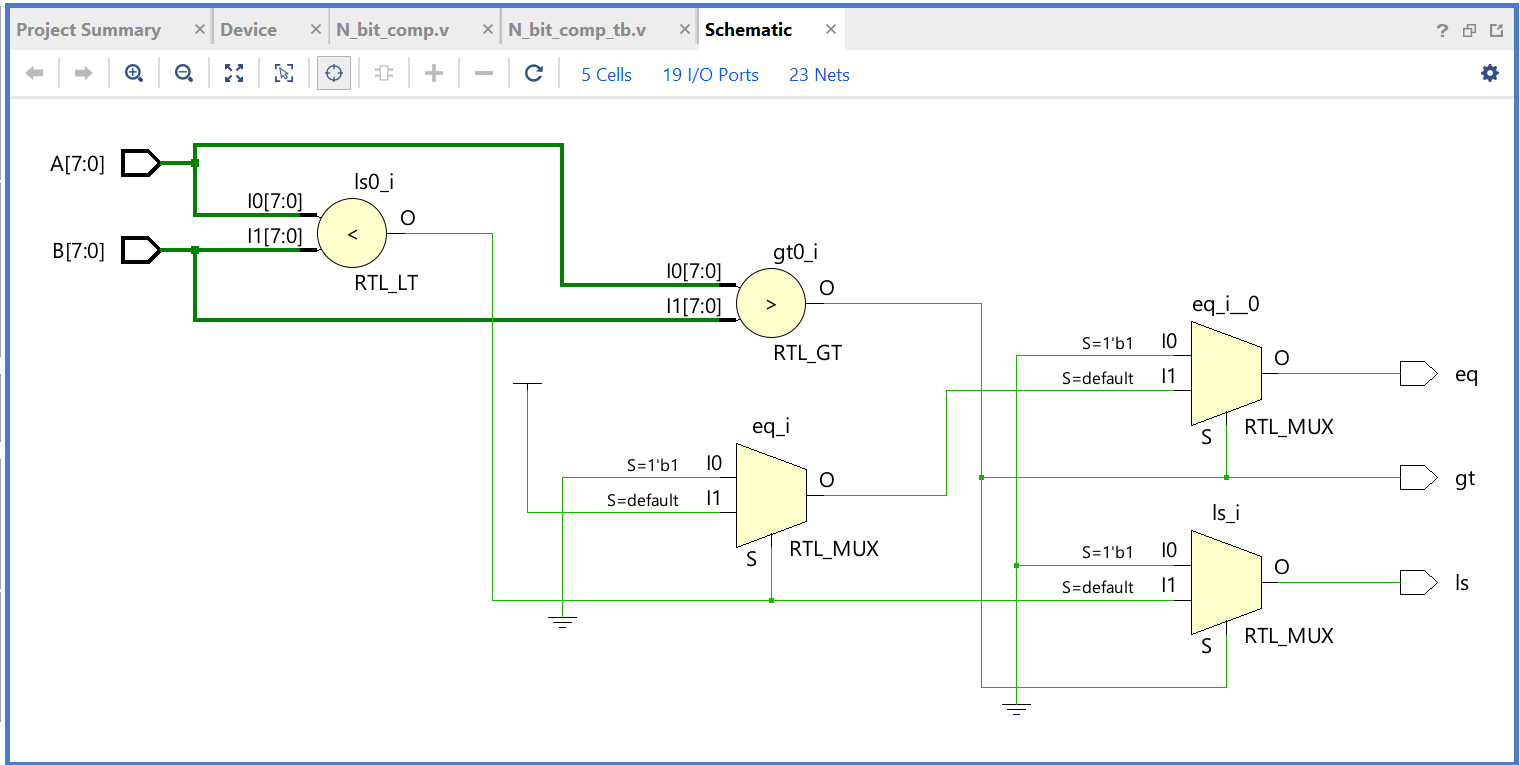 Project Summary × Device × N_bit_comp.v × N_bit_comp_tb.v × Schematic × ?
5 Cells 19 I/O Ports 23 Nets
A[7:0]
ls0_i
I0[7:0]
O
I1[7:0]
<
B[7:0]
RTL_LT
gt0_i
I0[7:0]
O
I1[7:0]
>
RTL_GT
eq_i__0
S=1'b1 I0
O
S=default I1
eq
RTL_MUX
S
eq_i
S=1'b1 I0
O
S=default I1
RTL_MUX
S
gt
ls_i
S=1'b1 I0
O
S=default I1
ls
RTL_MUX
S